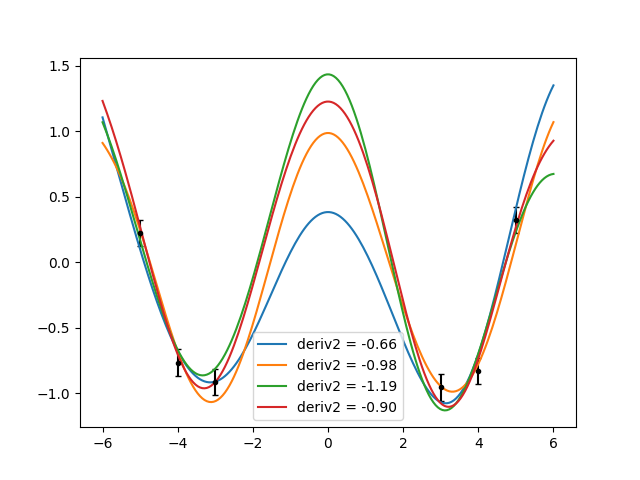 1.5
1.0
0.5
0.0
−0.5
−1.0
deriv2 = -0.66
deriv2 = -0.98
deriv2 = -1.19
deriv2 = -0.90
−6 −4 −2 0 2 4 6